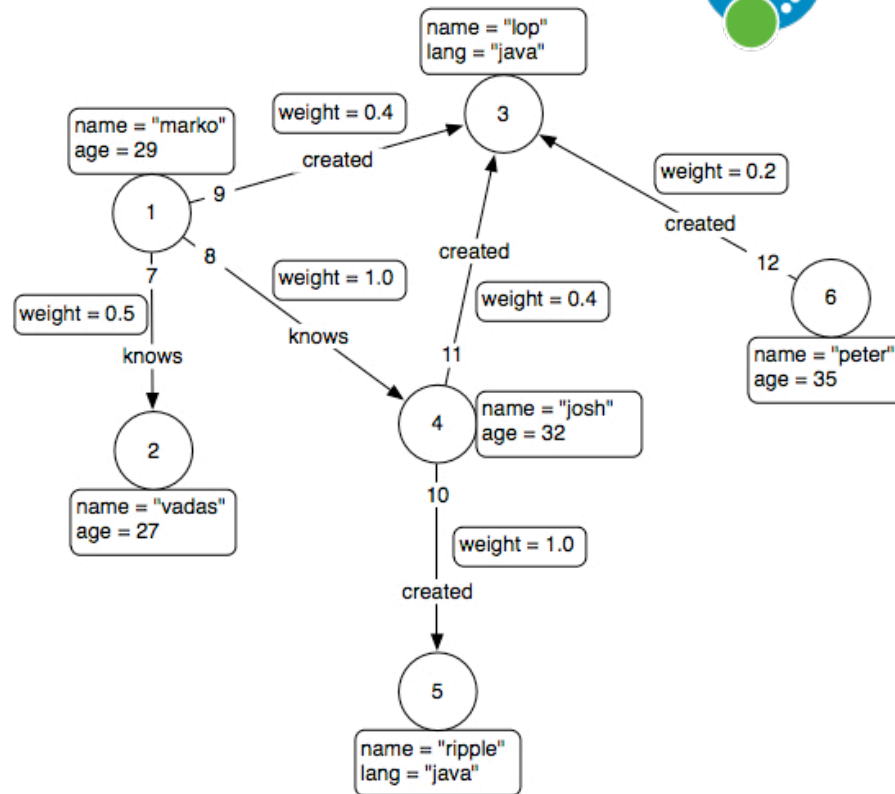 name = "lop"
lang = "java"
weight = 0.4
name = "marko"
age = 29
3
created
weight = 0.2
9
1
created
8
created
7
weight = 1.0
12
weight = 0.5
weight = 0.4
6
knows
knows
11
name = "peter"
age = 35
4
name = "josh"
age = 32
2
10
name = "vadas"
age = 27
weight = 1.0
created
5
name = "ripple"
lang = "java"